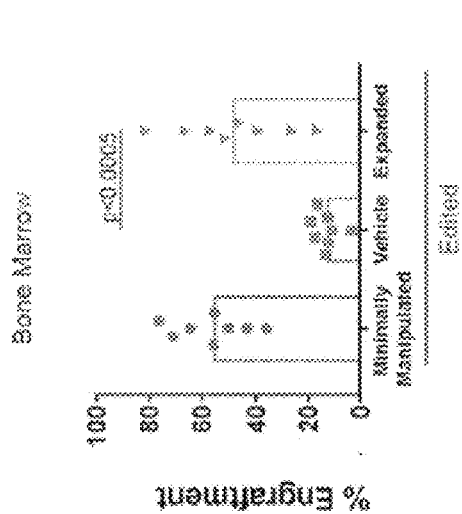 Bone Marrow
p<0.0005
% Engraftment
100
80
60
40
20
0
Minimally
Manipulated
Vehicle
Expanded
Edited